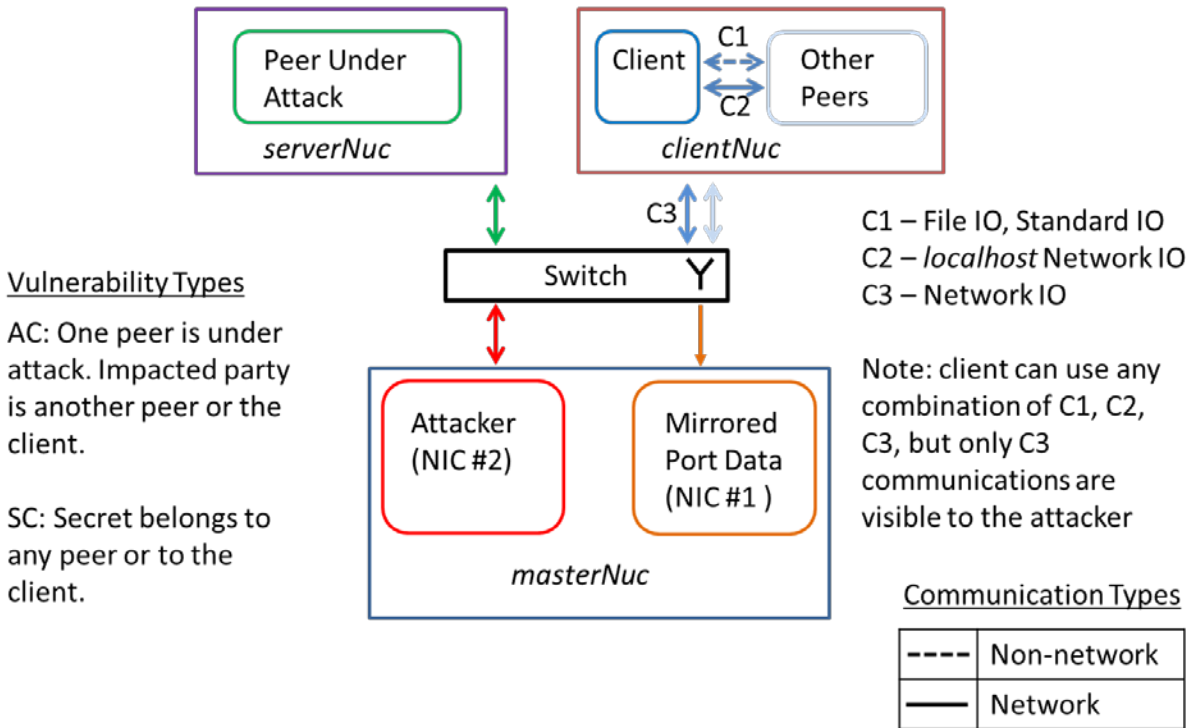 Peer Under
Attack
serverNuc
Client
C1
C2
Other
Peers
clientNuc
C3
Switch
C1 – File IO, Standard IO
C2 – localhost Network IO
C3 – Network IO
Vulnerability Types
AC: One peer is under
attack. Impacted party
is another peer or the
client.
SC: Secret belongs to
any peer or to the
client.
Attacker
(NIC #2)
Mirrored
Port Data
(NIC #1 )
masterNuc
Note: client can use any
combination of C1, C2,
C3, but only C3
communications are
visible to the attacker
Communication Types
Non-network
Network